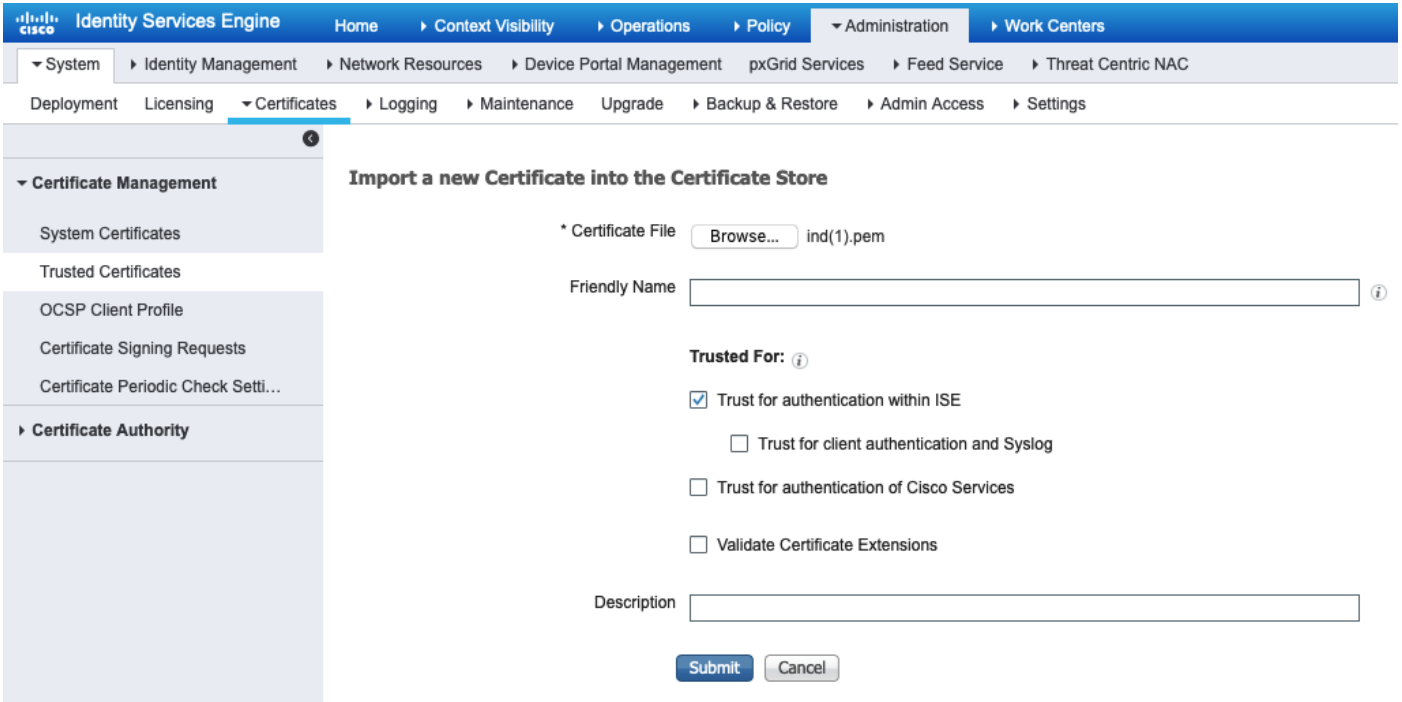 cisco Identity Services Engine Home Context Visibility Operations Policy Administration Work Centers
System Identity Management Network Resources Device Portal Management pxGrid Services Feed Service Threat Centric NAC
Deployment Licensing Certificates Logging Maintenance Upgrade Backup & Restore Admin Access Settings
Certificate Management
System Certificates
Trusted Certificates
OCSP Client Profile
Certificate Signing Requests
Certificate Periodic Check Setti...
Certificate Authority
Import a new Certificate into the Certificate Store
* Certificate File Browse... ind(1).pem
Friendly Name
Trusted For:
Trust for authentication within ISE
Trust for client authentication and Syslog
Trust for authentication of Cisco Services
Validate Certificate Extensions
Description
Submit Cancel